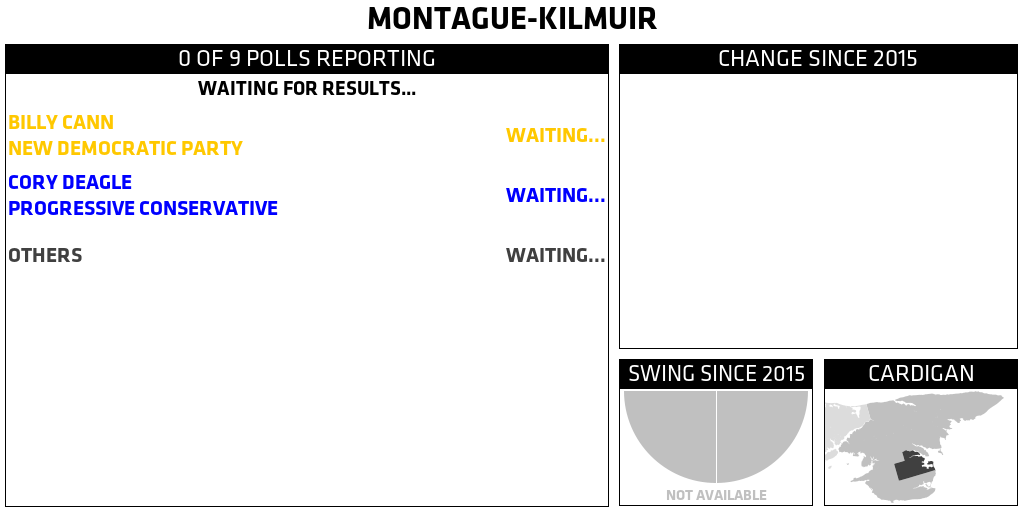 MONTAGUE-KILMUIR
0 OF 9 POLLS REPORTING
WAITING FOR RESULTS...
BILLY CANN
NEW DEMOCRATIC PARTY
WAITING...
CORY DEAGLE
PROGRESSIVE CONSERVATIVE
WAITING...
OTHERS
WAITING...
CHANGE SINCE 2015
SWING SINCE 2015
NOT AVAILABLE
CARDIGAN